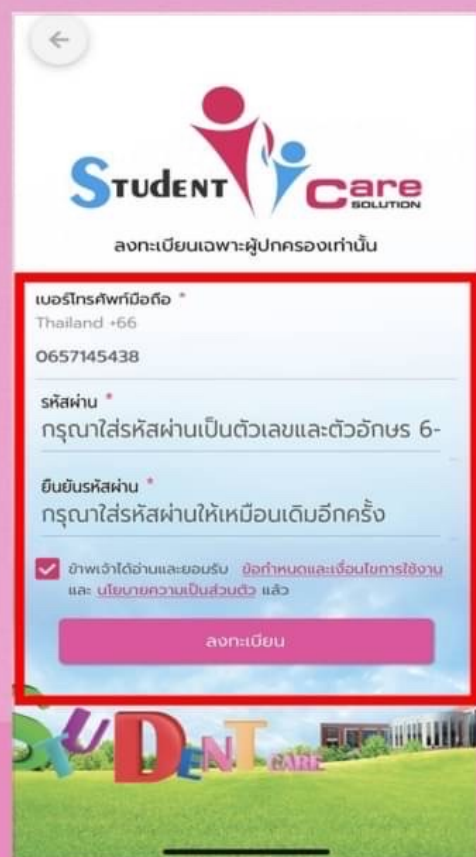 STUDENT Care
SOLUTION
ลงทะเบียนเฉพาะผู้ปกครองเท่านั้น
เบอร์โทรศัพท์มือถือ *
Thailand +66
0657145438
รหัสผ่าน *
กรุณาใส่รหัสผ่านเป็นตัวเลขและตัวอักษร 6-
ยืนยันรหัสผ่าน *
กรุณาใส่รหัสผ่านให้เหมือนเดิมอีกครั้ง
ข้าพเจ้าได้อ่านและยอมรับ ข้อกำหนดและเงื่อนไขการใช้งาน
และ นโยบายความเป็นส่วนตัว แล้ว
ลงทะเบียน
STUDENT CARE